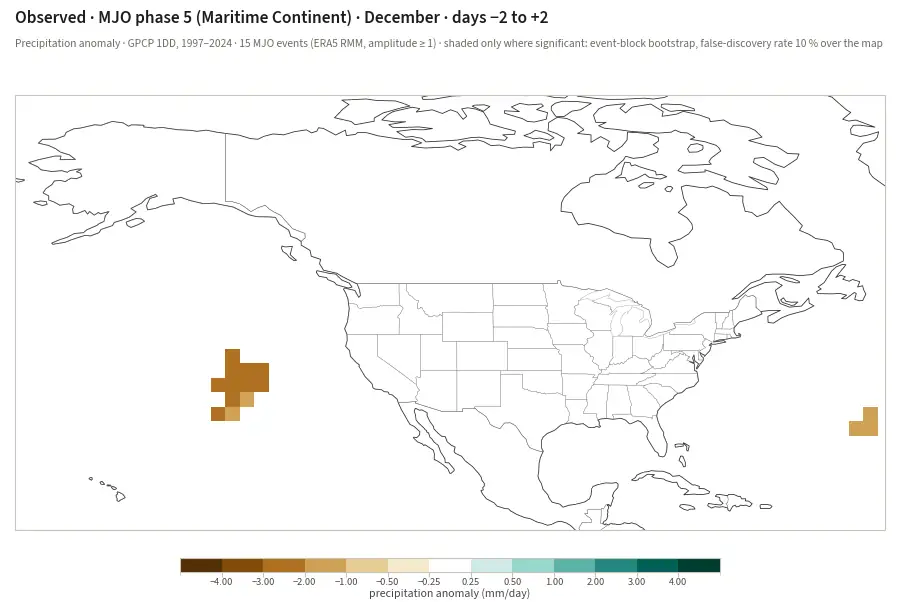 Observed · MJO phase 5 (Maritime Continent) · December · days −2 to +2
Precipitation anomaly · GPCP 1DD, 1997–2024 · 15 MJO events (ERA5 RMM, amplitude ≥ 1) · shaded only where significant: event-block bootstrap, false-discovery rate 10 % over the map
−4.00 −3.00 −2.00 −1.00 −0.50 −0.25 0.25 0.50 1.00 2.00 3.00 4.00
precipitation anomaly (mm/day)